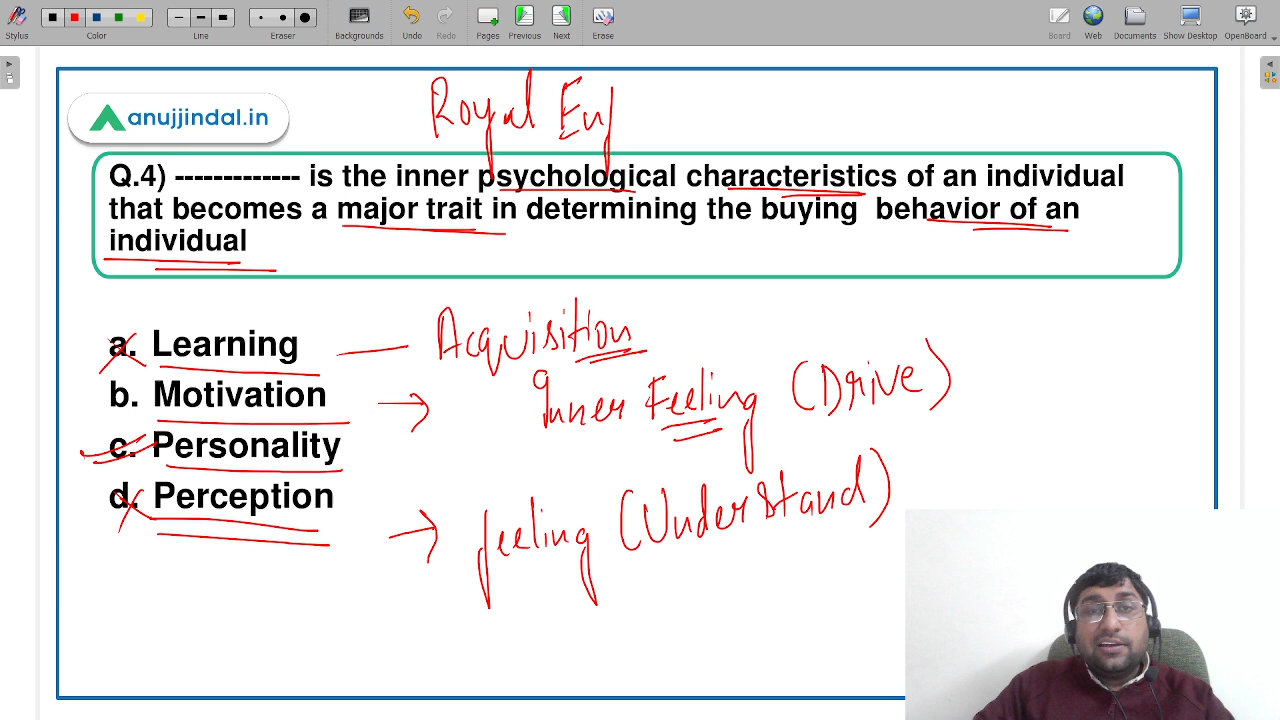 Stylus Color Line Eraser Backgrounds Undo Redo Pages Previous Next Erase Board Web Documents Show Desktop OpenBoard
Royal Enf
anujjindal.in
Q.4) ------------- is the inner psychological characteristics of an individual
that becomes a major trait in determining the buying behavior of an
individual
a. Learning — Acquisition
b. Motivation → Inner Feeling (Drive)
c. Personality
d. Perception → feeling (Understand)